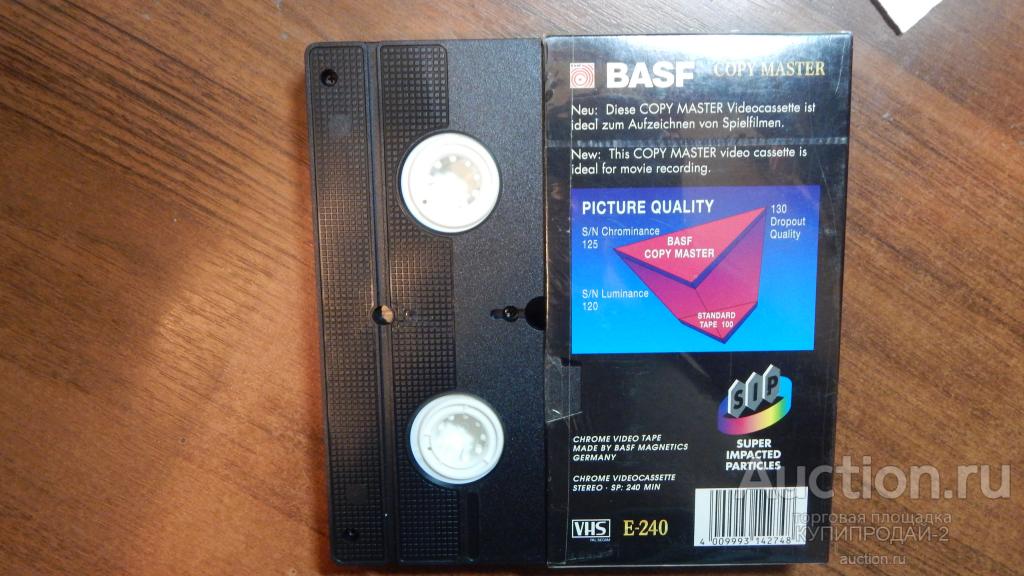 BASF COPY MASTER
Neu: Diese COPY MASTER Videocassette ist
ideal zum Aufzeichnen von Spielfilmen.
New: This COPY MASTER video cassette is
ideal for movie recording.
PICTURE QUALITY
S/N Chrominance
125
130
Dropout
Quality
BASF
COPY MASTER
S/N Luminance
120
STANDARD
TAPE 100
SIP
SUPER
IMPACTED
PARTICLES
CHROME VIDEO TAPE
MADE BY BASF MAGNETICS
GERMANY
CHROME VIDEOCASSETTE
STEREO · SP: 240 MIN
VHS
PAL SECAM
E-240
4 009993 142748
Auction.ru
торговая площадка
КУПИПРОДАЙ-2
auction.ru